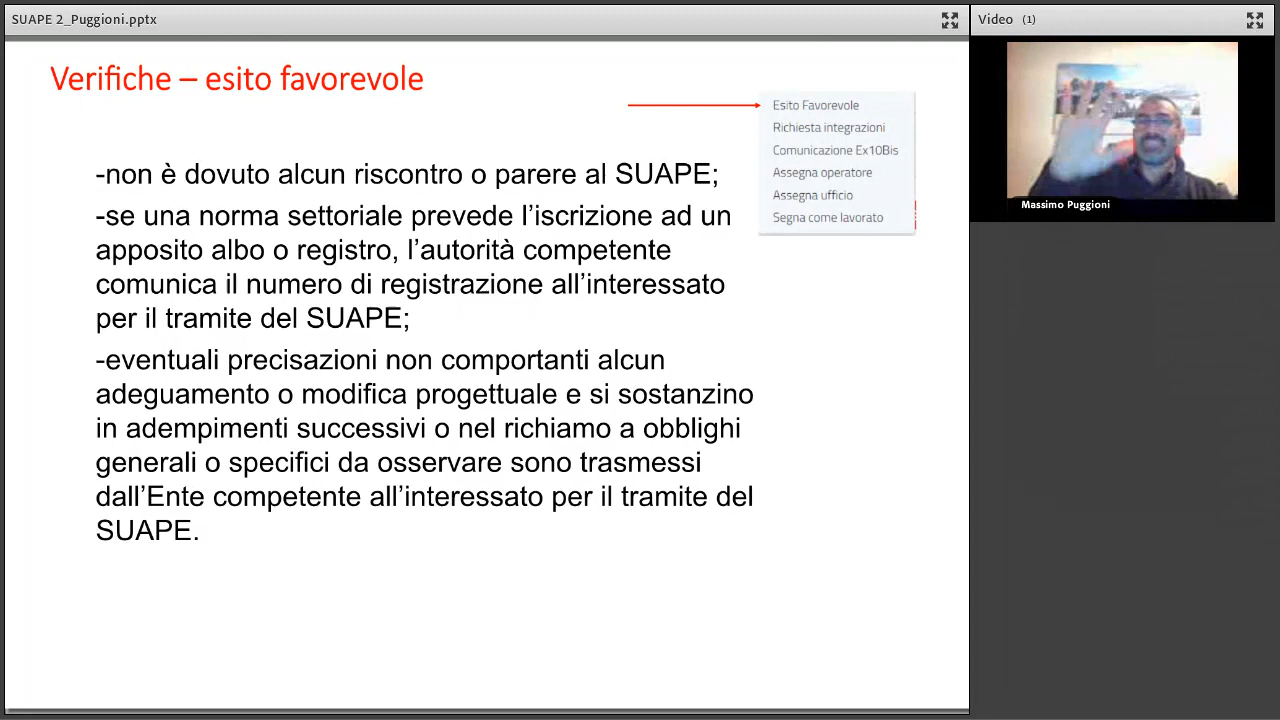 SUAPE 2_Puggioni.pptx
Video (1)
Verifiche – esito favorevole
Esito Favorevole
Richiesta integrazioni
Comunicazione Ex10Bis
Assegna operatore
Assegna ufficio
Segna come lavorato
-non è dovuto alcun riscontro o parere al SUAPE;
-se una norma settoriale prevede l’iscrizione ad un
apposito albo o registro, l’autorità competente
comunica il numero di registrazione all’interessato
per il tramite del SUAPE;
-eventuali precisazioni non comportanti alcun
adeguamento o modifica progettuale e si sostanzino
in adempimenti successivi o nel richiamo a obblighi
generali o specifici da osservare sono trasmessi
dall’Ente competente all’interessato per il tramite del
SUAPE.
Massimo Puggioni